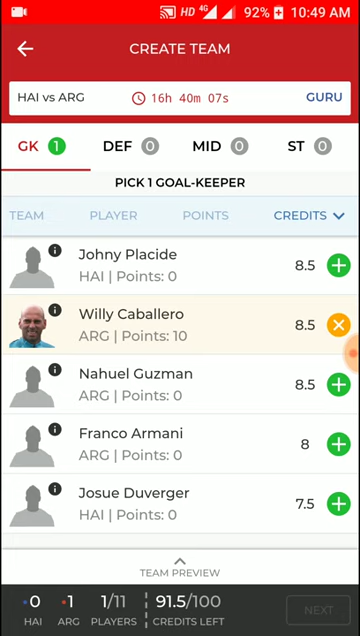 HD 4G 92% 10:49 AM
CREATE TEAM
HAI vs ARG 16h 40m 07s GURU
GK 1 DEF 0 MID 0 ST 0
PICK 1 GOAL-KEEPER
TEAM PLAYER POINTS CREDITS
Johny Placide
HAI | Points: 0
8.5
Willy Caballero
ARG | Points: 10
8.5
Nahuel Guzman
ARG | Points: 0
8.5
Franco Armani
ARG | Points: 0
8
Josue Duverger
HAI | Points: 0
7.5
TEAM PREVIEW
0 1 1/11 91.5/100
HAI ARG PLAYERS CREDITS LEFT
NEXT